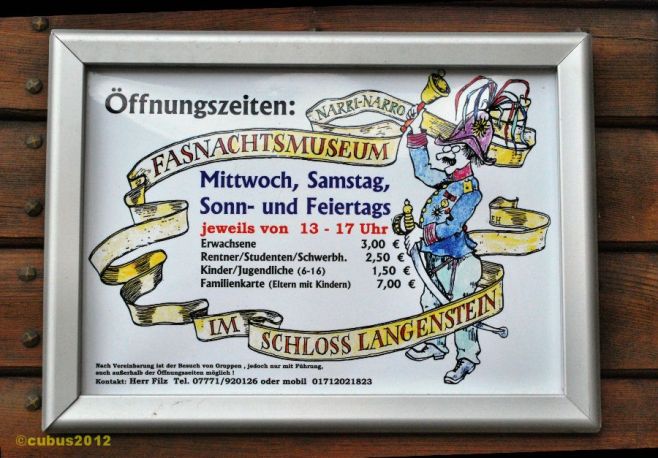 Öffnungszeiten:
NARRI-NARRO
FASNACHTSMUSEUM
Mittwoch, Samstag,
Sonn- und Feiertags
jeweils von 13 - 17 Uhr
Erwachsene 3,00 €
Rentner/Studenten/Schwerbh. 2,50 €
Kinder/Jugendliche (6-16) 1,50 €
Familienkarte (Eltern mit Kindern) 7,00 €
IM SCHLOSS LANGENSTEIN
Nach Vereinbarung ist der Besuch von Gruppen , jedoch nur mit Führung,
auch außerhalb der Öffnungszeiten möglich !
Kontakt: Herr Filz Tel. 07771/920126 oder mobil 01712021823
©cubus2012